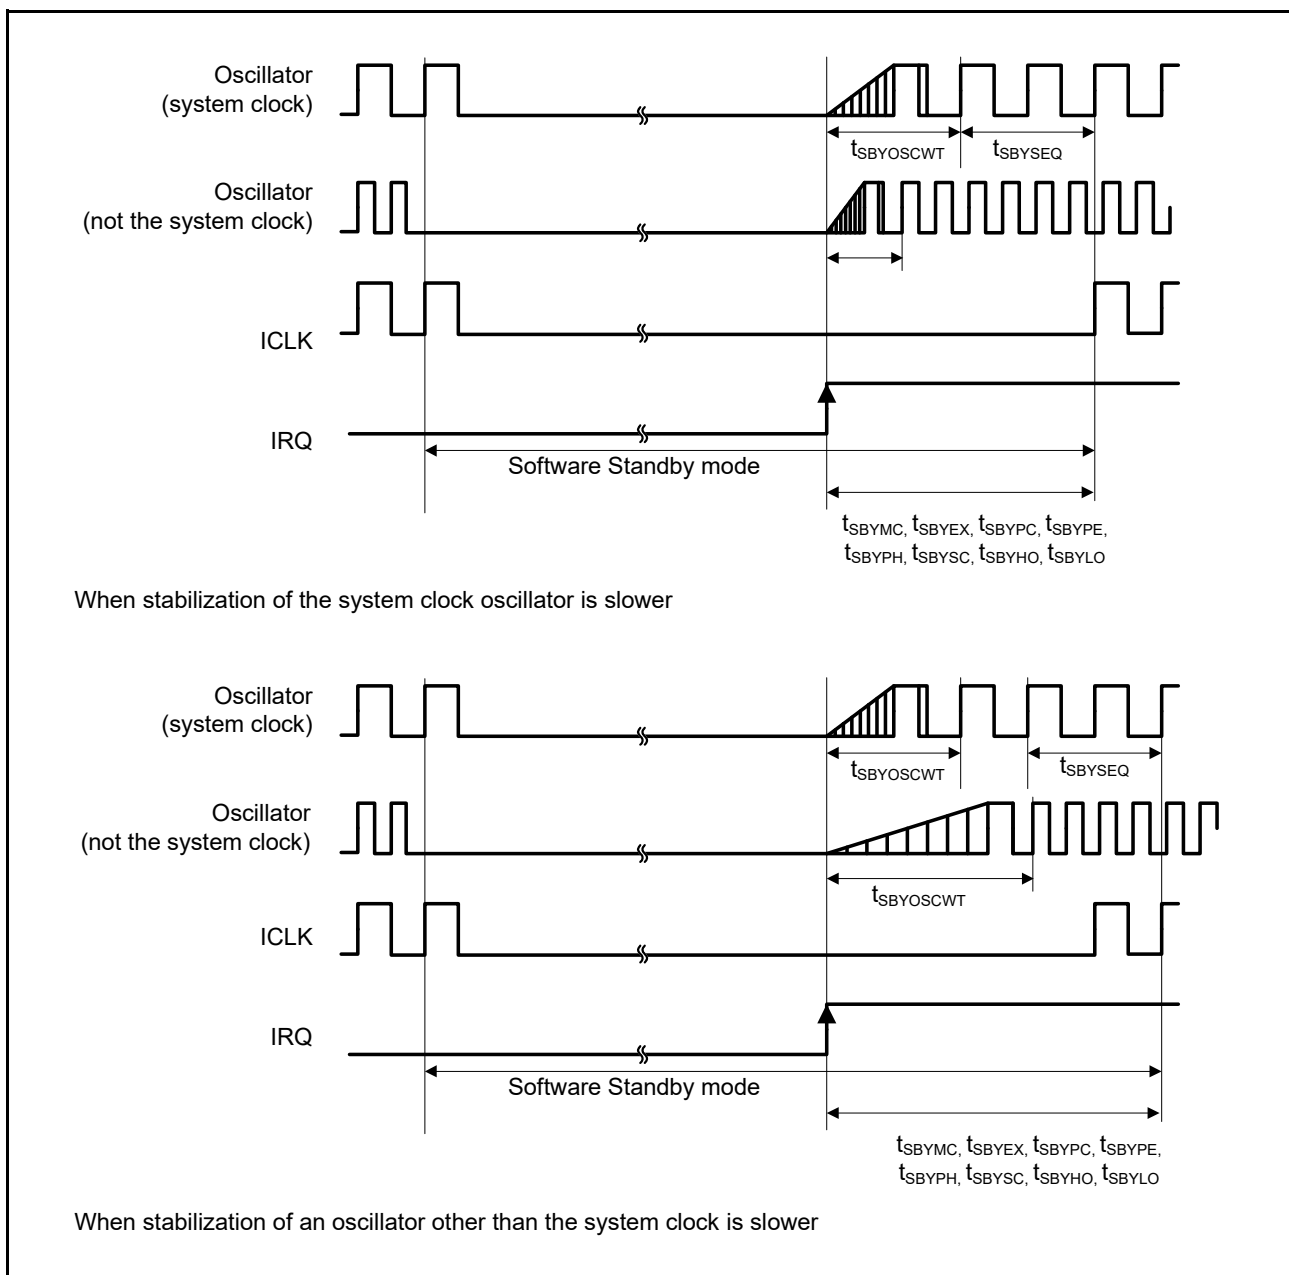 Oscillator
(system clock)
tSBYOSCWT
tSBYSEQ
Oscillator
(not the system clock)
ICLK
IRQ
Software Standby mode
tSBYMC, tSBYEX, tSBYPC, tSBYPE,
tSBYPH, tSBYSC, tSBYHO, tSBYLO
When stabilization of the system clock oscillator is slower
Oscillator
(system clock)
tSBYOSCWT
tSBYSEQ
Oscillator
(not the system clock)
tSBYOSCWT
ICLK
IRQ
Software Standby mode
tSBYMC, tSBYEX, tSBYPC, tSBYPE,
tSBYPH, tSBYSC, tSBYHO, tSBYLO
When stabilization of an oscillator other than the system clock is slower